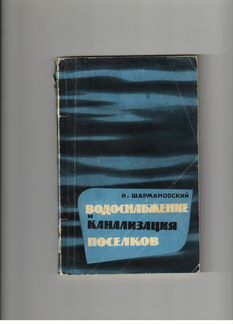 И. ШАРМАНОВСКИЙ
ВОДОСНАБЖЕНИЕ
И
КАНАЛИЗАЦИЯ
ПОСЕЛКОВ